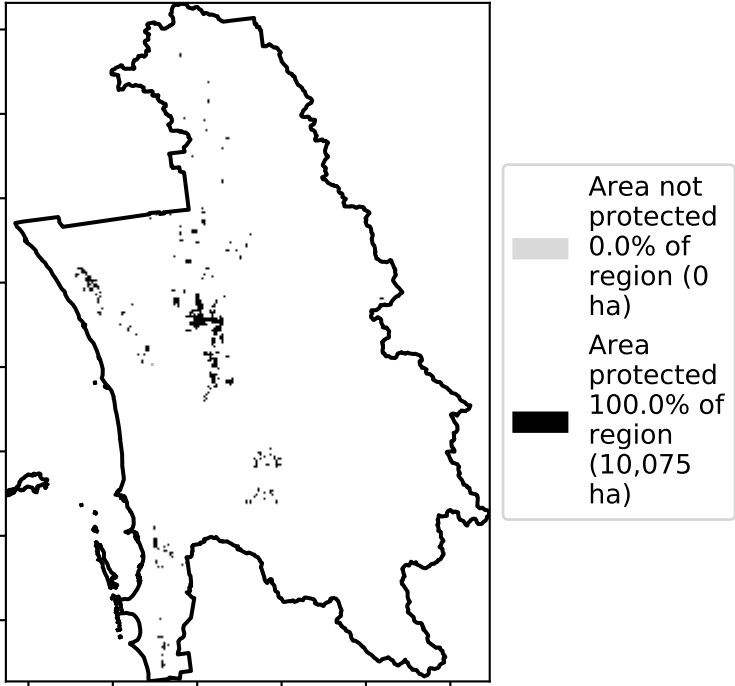 Area not
protected
0.0% of
region (0
ha)
Area
protected
100.0% of
region
(10,075
ha)